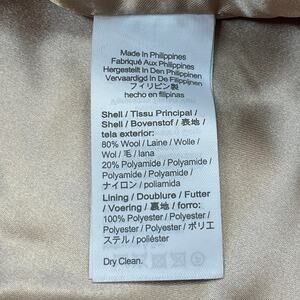 Made in Philippines
Fabriqué Aux Philippines
Hergestellt in Den Philippinen
Vervaardigd In De Filippijnen
フィリピン製
hecho en filipinas
Shell / Tissu Principal /
Shell / Bovenstof / 表地 /
tela exterior:
80% Wool / Laine / Wolle /
Wol / 毛 / lana
20% Polyamide / Polyamide /
Polyamide / Polyamide /
ナイロン / poliamida
Lining / Doublure / Futter
/ Voering / 裏地 / forro:
100% Polyester / Polyester /
Polyester / Polyester / ポリエ
ステル / poliéster
Dry Clean.